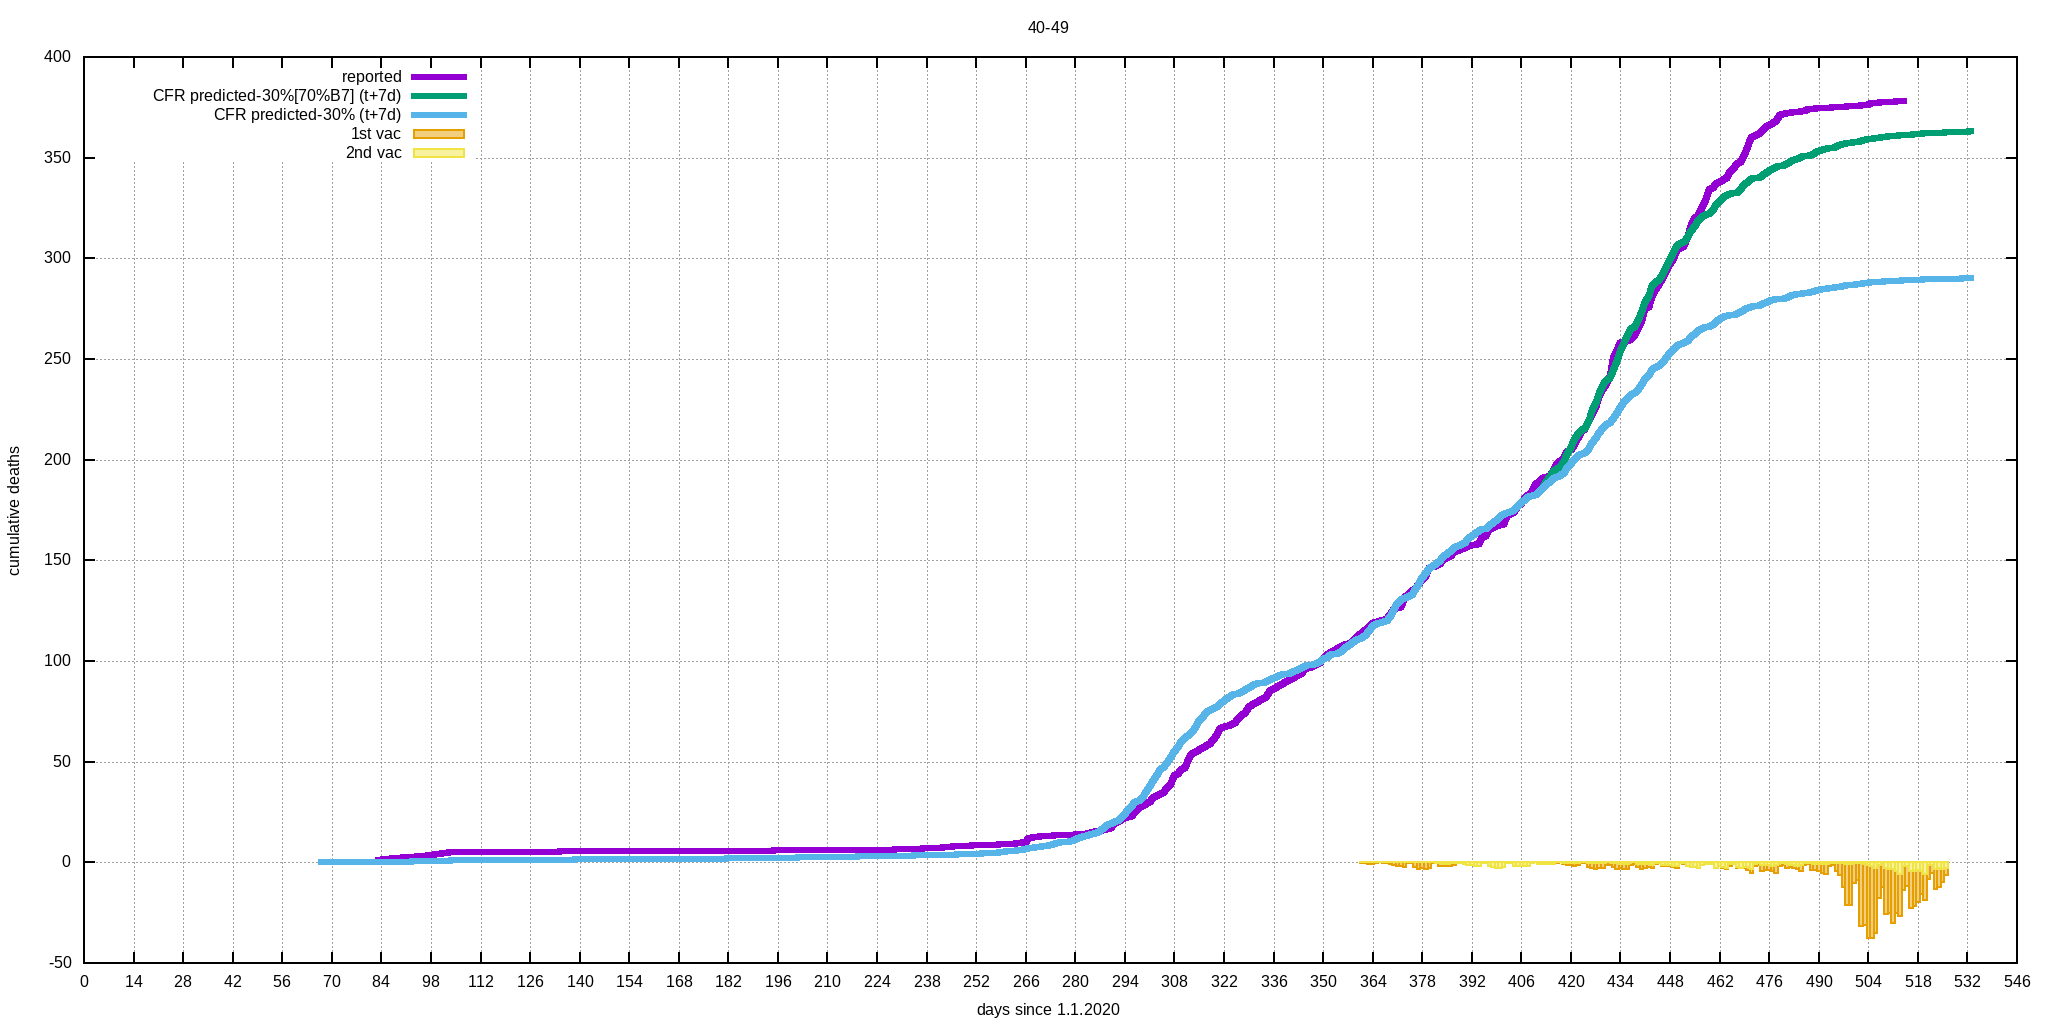 40-49
400
350
300
250
200
150
100
50
0
-50
cumulative deaths
reported
CFR predicted-30%[70%B7] (t+7d)
CFR predicted-30% (t+7d)
1st vac
2nd vac
0 14 28 42 56 70 84 98 112 126 140 154 168 182 196 210 224 238 252 266 280 294 308 322 336 350 364 378 392 406 420 434 448 462 476 490 504 518 532 546
days since 1.1.2020